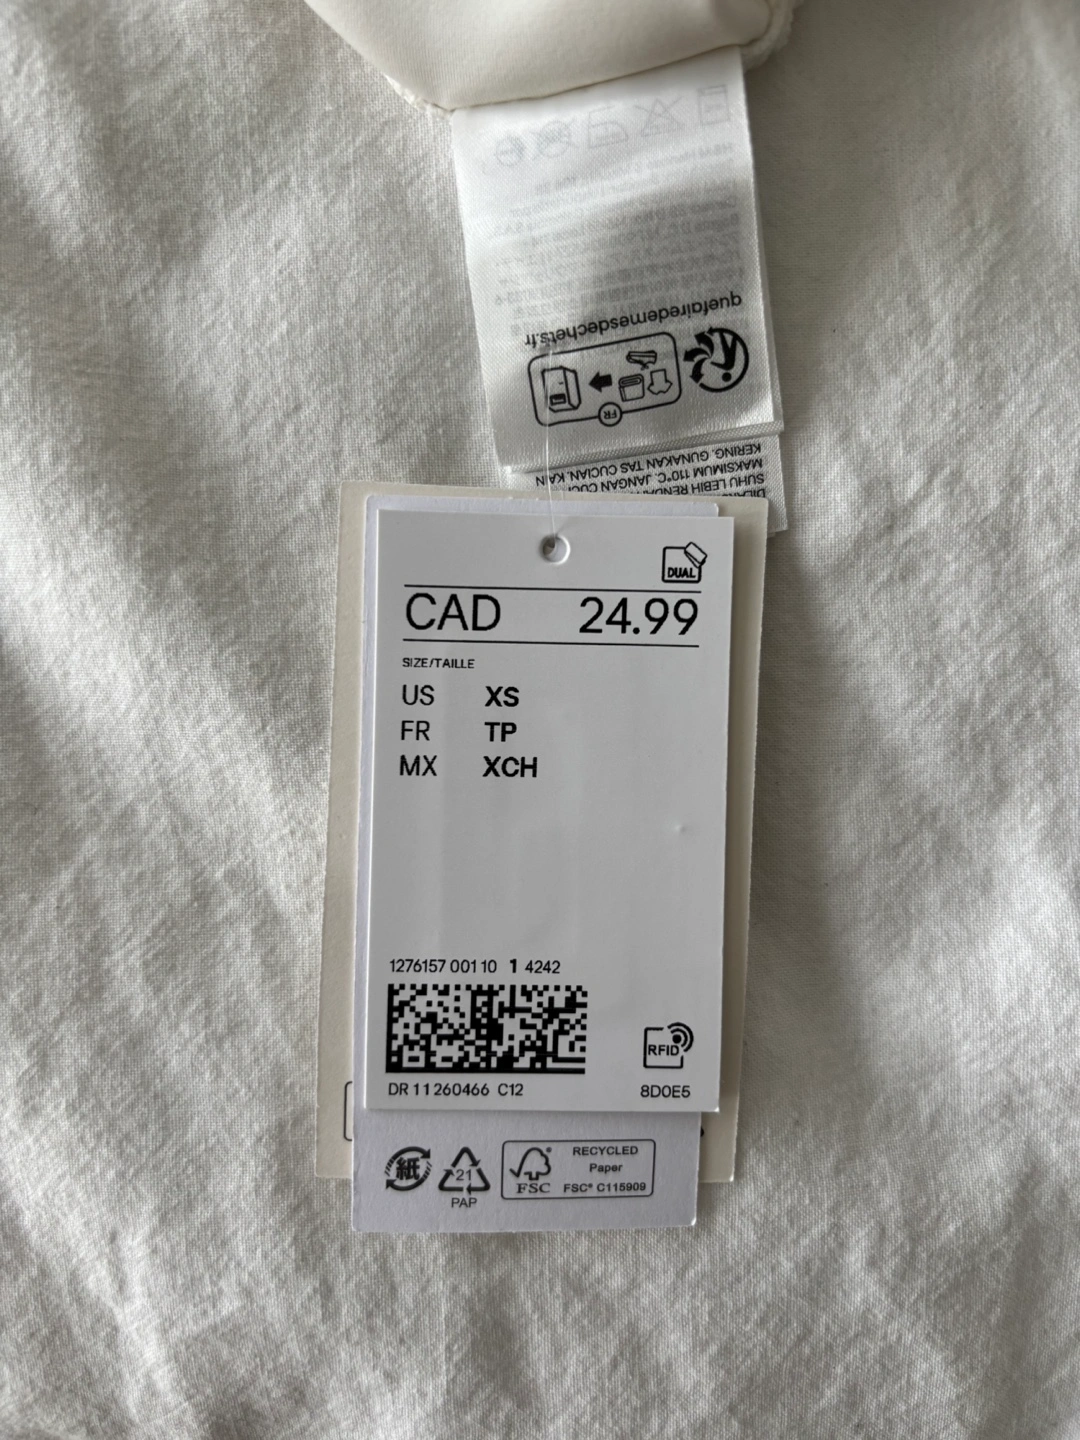 quefairedemesdechets.fr
FR
KERING. GUNAKAN TAS CUCIAN. KAIN
MAKSIMUM 110°C. JANGAN CUCI
SUHU LEBIH
DUAL
CAD 24.99
SIZE/TAILLE
US XS
FR TP
MX XCH
1276157 001 10 1 4242
RFID
DR 11 260466 C12 8D0E5
紙
21
PAP
FSC
RECYCLED
Paper
FSC® C115909